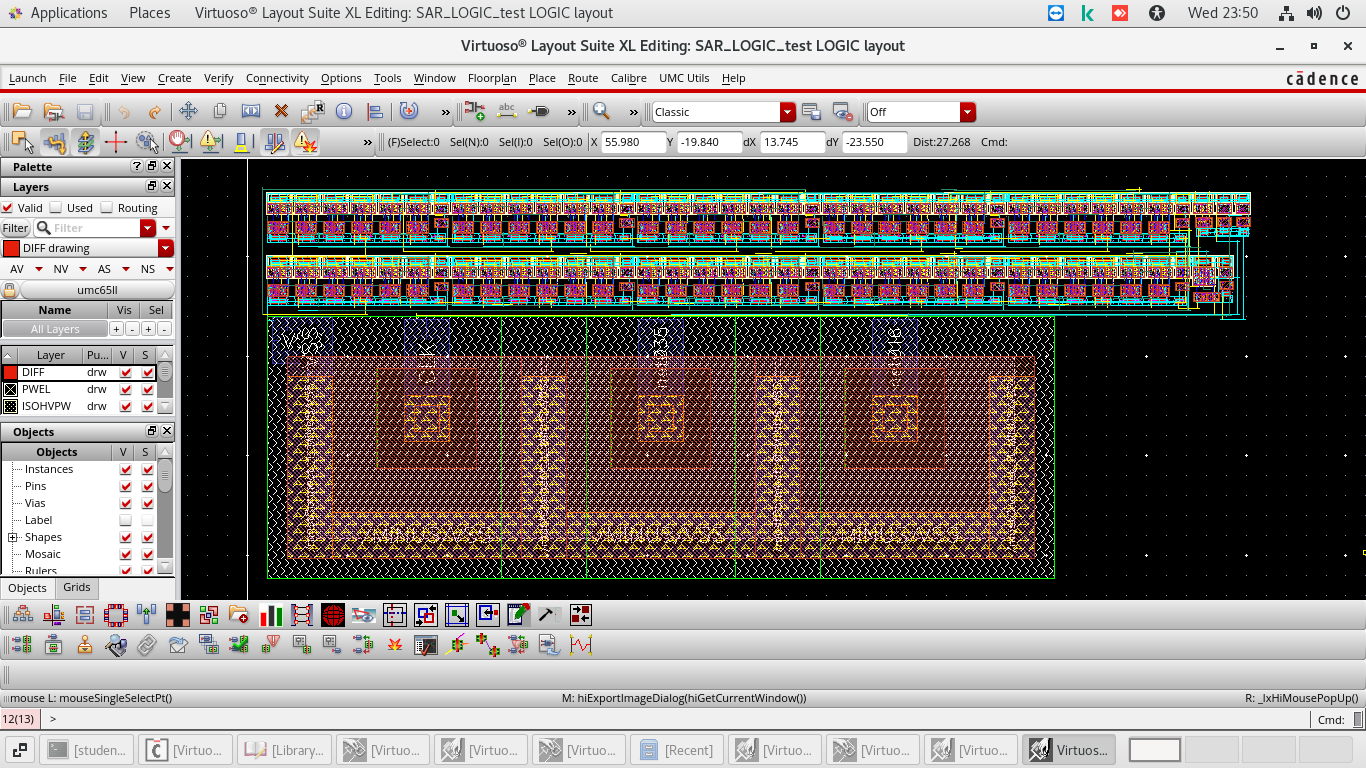 Applications Places Virtuoso® Layout Suite XL Editing: SAR_LOGIC_test LOGIC layout Wed 23:50
Virtuoso® Layout Suite XL Editing: SAR_LOGIC_test LOGIC layout
Launch File Edit View Create Verify Connectivity Options Tools Window Floorplan Place Route Calibre UMC Utils Help cādence
abc » » » Classic Off
» (F)Select:0 Sel(N):0 Sel(I):0 Sel(O):0 X 55.980 Y -19.840 dX 13.745 dY -23.550 Dist:27.268 Cmd:
Palette ?
Layers
Valid Used Routing
Filter Filter
DIFF drawing
AV NV AS NS
umc65ll
Name Vis Sel
All Layers + - + -
Layer Pu... V S
DIFF drw
PWEL drw
ISOHVPW drw
Objects
Objects V S
Instances
Pins
Vias
Label
Shapes
Mosaic
Rulers
Objects Grids
mouse L: mouseSingleSelectPt() M: hiExportImageDialog(hiGetCurrentWindow()) R: _lxHiMousePopUp()
12(13) > Cmd:
[studen... [Virtuo... [Library... [Virtuo... [Virtuo... [Virtuo... [Recent] [Virtuo... [Virtuo... [Virtuo... Virtuos...